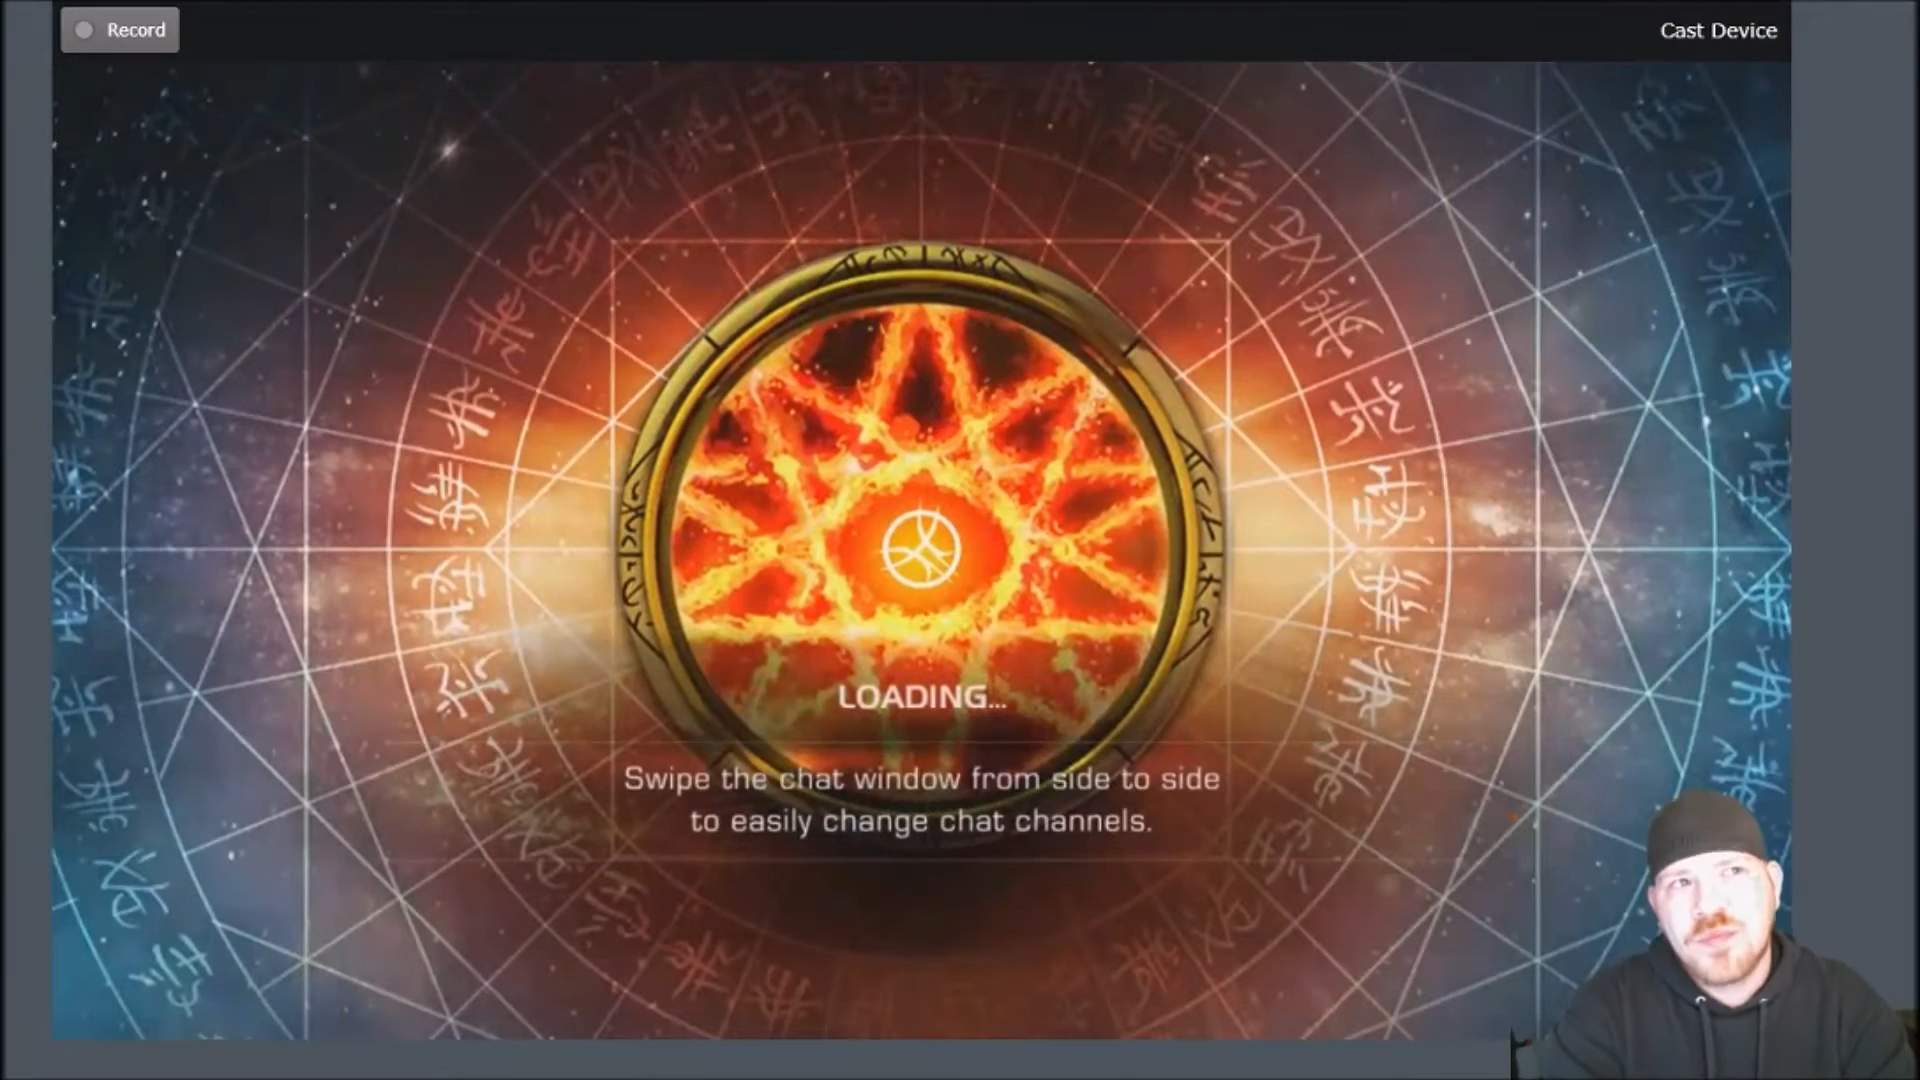 Record
Cast Device
LOADING...
Swipe the chat window from side to side
to easily change chat channels.